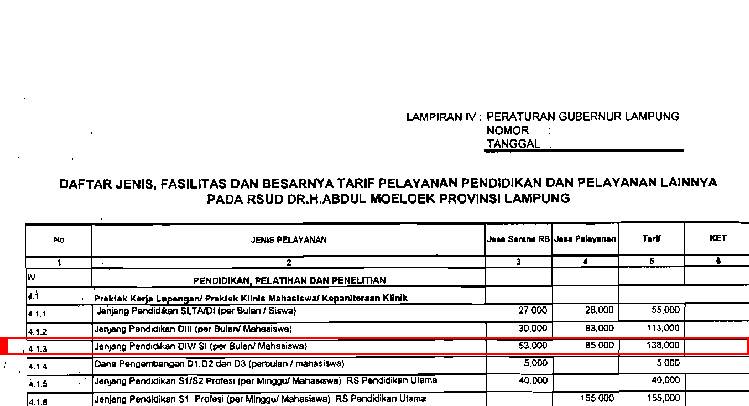 LAMPIRAN IV : PERATURAN GUBERNUR LAMPUNG
NOMOR :
TANGGAL :
DAFTAR JENIS, FASILITAS DAN BESARNYA TARIF PELAYANAN PENDIDIKAN DAN PELAYANAN LAINNYA
PADA RSUD DR.H.ABDUL MOELOEK PROVINSI LAMPUNG
No JENIS PELAYANAN Jasa Sarana RS Jasa Pelayanan Tarif KET
1 2 3 4 5 6
IV PENDIDIKAN, PELATIHAN DAN PENELITIAN
4.1 Praktek Kerja Lapangan/ Praktek Klinik Mahasiswa/ Kepaniteraan Klinik
4.1.1 Jenjang Pendidikan SLTA/DI (per Bulan / Siswa) 27,000 28,000 55,000
4.1.2 Jenjang Pendidikan DIII (per Bulan/ Mahasiswa) 30,000 83,000 113,000
4.1.3 Jenjang Pendidikan DIV/ SI (per Bulan/ Mahasiswa) 53,000 85,000 138,000
4.1.4 Dana Pengembangan D1,D2 dan D3 (perbulan / mahasiswa) 5,000 5,000
4.1.5 Jenjang Pendidikan S1/S2 Profesi (per Minggu/ Mahasiswa) RS Pendidikan Utama 40,000 40,000
4.1.6 Jenjang Pendidikan S1 Profesi (per Minggu/ Mahasiswa) RS Pendidikan Utama 155,000 155,000